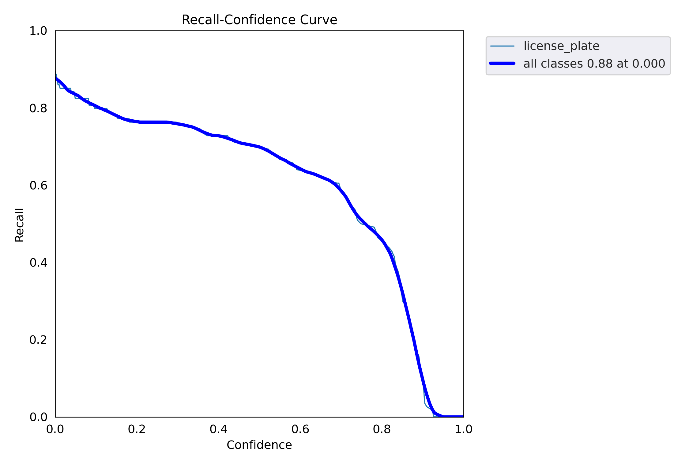 Recall-Confidence Curve
1.0
0.8
0.6
0.4
0.2
0.0
Recall
0.0 0.2 0.4 0.6 0.8 1.0
Confidence
license_plate
all classes 0.88 at 0.000